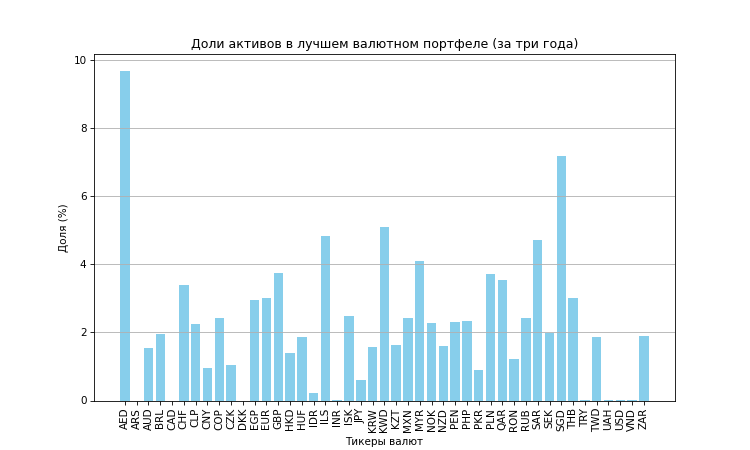 Доли активов в лучшем валютном портфеле (за три года)
Доля (%)
10
8
6
4
2
0
AED ARS AUD BRL CAD CHF CLP CNY COP CZK DKK EGP EUR GBP HKD HUF IDR ILS INR ISK JPY KRW KWD KZT MXN MYR NOK NZD PEN PHP PKR PLN QAR RON RUB SAR SEK SGD THB TRY TWD UAH USD VND ZAR
Тикеры валют